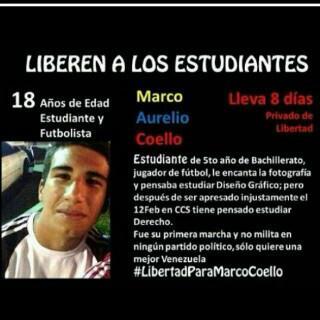 LIBEREN A LOS ESTUDIANTES
18 Años de Edad
Estudiante y
Futbolista
Marco
Aurelio
Coello
Lleva 8 días
Privado de
Libertad
Estudiante de 5to año de Bachillerato,
jugador de fútbol, le encanta la fotografía
y pensaba estudiar Diseño Gráfico; pero
después de ser apresado injustamente el
12Feb en CCS tiene pensado estudiar
Derecho.
Fue su primera marcha y no milita en
ningún partido político, sólo quiere una
mejor Venezuela
#LibertadParaMarcoCoello